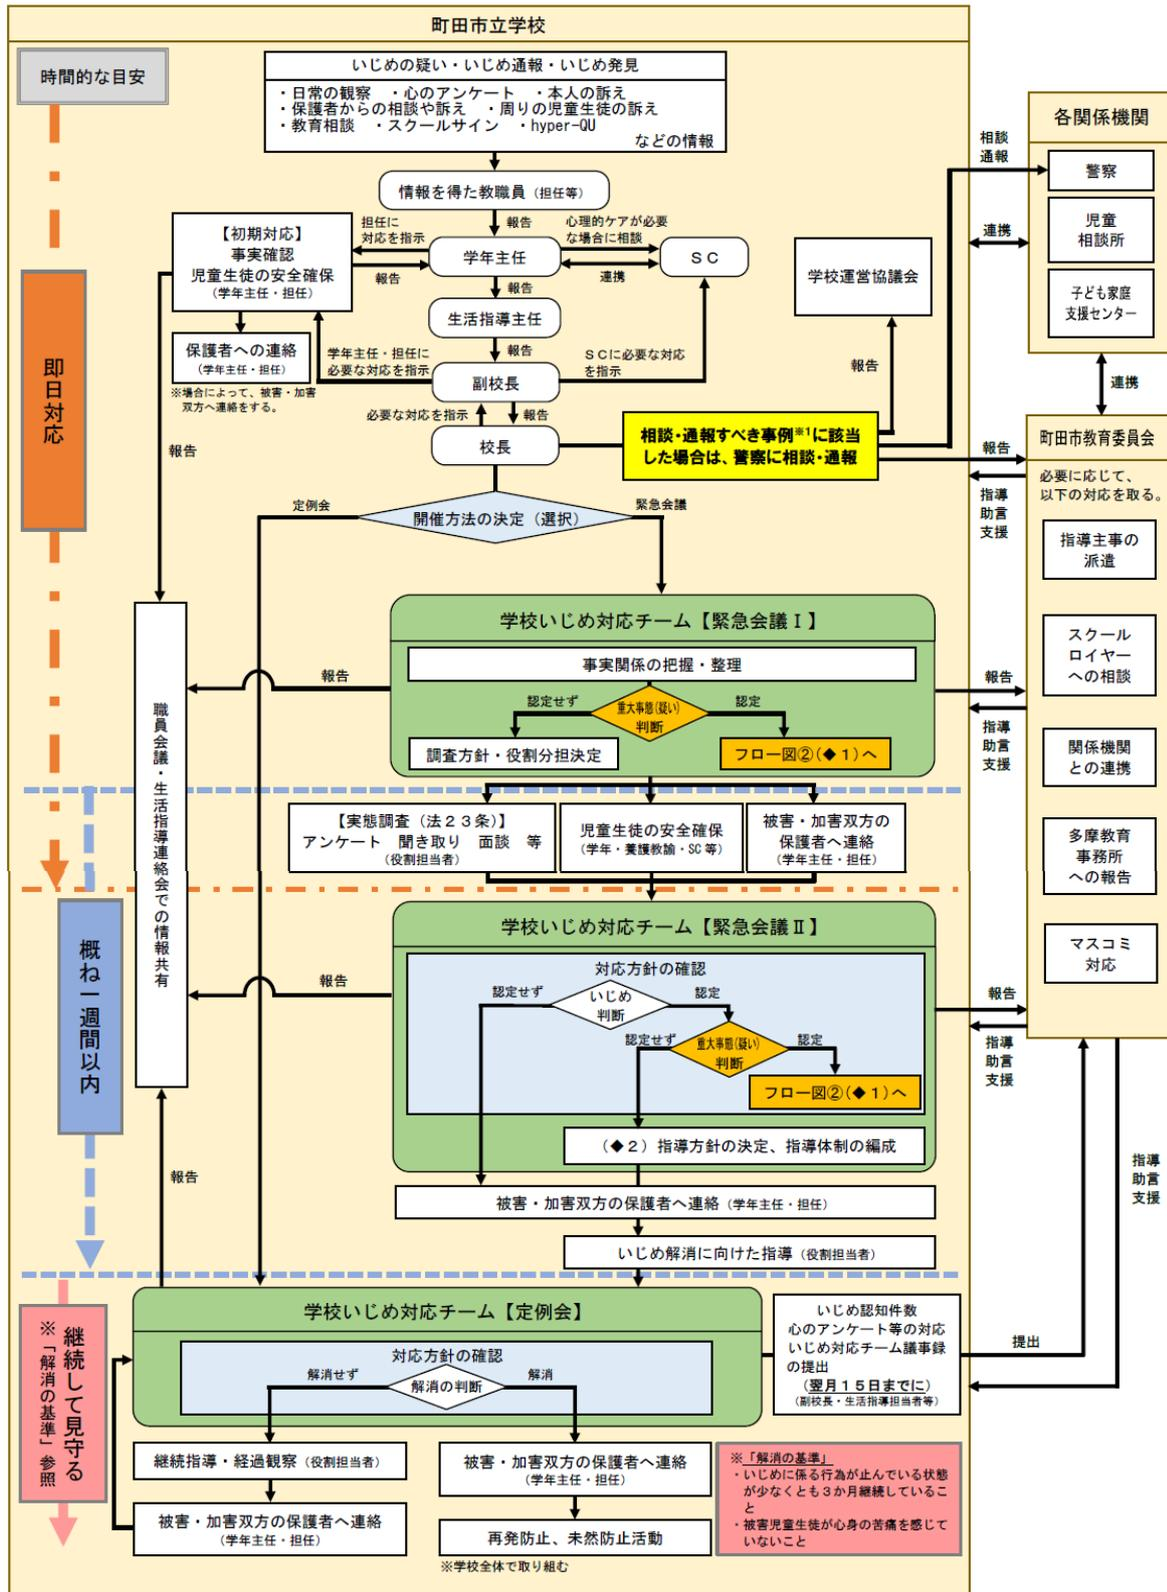 町田市立学校
時間的な目安
いじめの疑い・いじめ通報・いじめ発見
・日常の観察 ・心のアンケート ・本人の訴え
・保護者からの相談や訴え ・周りの児童生徒の訴え
・教育相談 ・スクールサイン ・hyper-QU
などの情報
情報を得た教職員（担任等）
報告
担任に
対応を指示
心理的ケアが必要
な場合に相談
【初期対応】
事実確認
児童生徒の安全確保
（学年主任・担任）
報告
学年主任
連携
ＳＣ
報告
生活指導主任
報告
保護者への連絡
（学年主任・担任）
※場合によって、被害・加害
双方へ連絡をする。
学年主任・担任に
必要な対応を指示
ＳＣに必要な対応
を指示
副校長
必要な対応を指示
報告
校長
学校運営協議会
報告
相談・通報すべき事例※1に該当
した場合は、警察に相談・通報
相談
通報
連携
各関係機関
警察
児童
相談所
子ども家庭
支援センター
連携
報告
指導
助言
支援
町田市教育委員会
必要に応じて、
以下の対応を取る。
指導主事の
派遣
スクール
ロイヤー
への相談
関係機関
との連携
多摩教育
事務所
への報告
マスコミ
対応
即日対応
報告
定例会
開催方法の決定（選択）
緊急会議
学校いじめ対応チーム【緊急会議Ⅰ】
事実関係の把握・整理
認定せず
重大事態(疑い)
判断
認定
調査方針・役割分担決定
フロー図②(◆１)へ
報告
報告
指導
助言
支援
職員会議・生活指導連絡会での情報共有
【実態調査（法２３条）】
アンケート 聞き取り 面談 等
（役割担当者）
児童生徒の安全確保
（学年・養護教諭・SC 等）
被害・加害双方の
保護者へ連絡
（学年主任・担任）
概ね一週間以内
学校いじめ対応チーム【緊急会議Ⅱ】
対応方針の確認
認定せず
いじめ
判断
認定
認定せず
重大事態(疑い)
判断
認定
フロー図②(◆１)へ
（◆２）指導方針の決定、指導体制の編成
報告
報告
指導
助言
支援
被害・加害双方の保護者へ連絡（学年主任・担任）
いじめ解消に向けた指導（役割担当者）
報告
指導
助言
支援
継続して見守る
※「解消の基準」参照
学校いじめ対応チーム【定例会】
対応方針の確認
解消せず
解消の判断
解消
いじめ認知件数
心のアンケート等の対応
いじめ対応チーム議事録
の提出
（翌月１５日までに）
（副校長・生活指導担当者等）
提出
継続指導・経過観察（役割担当者）
被害・加害双方の保護者へ連絡
（学年主任・担任）
被害・加害双方の保護者へ連絡
（学年主任・担任）
再発防止、未然防止活動
※学校全体で取り組む
※「解消の基準」
・いじめに係る行為が止んでいる状態
が少なくとも３か月継続しているこ
と
・被害児童生徒が心身の苦痛を感じて
いないこと